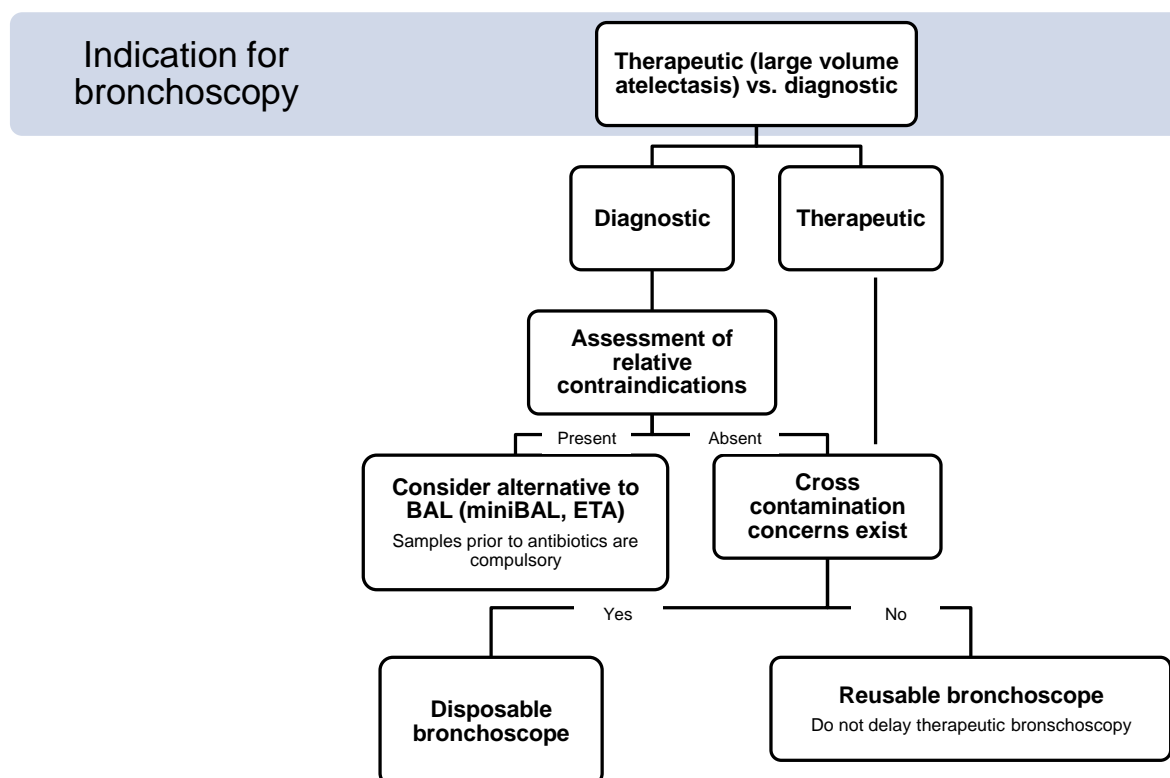 Indication for
bronchoscopy
Therapeutic (large volume
atelectasis) vs. diagnostic
Diagnostic
Therapeutic
Assessment of
relative
contraindications
Present
Absent
Consider alternative to
BAL (miniBAL, ETA)
Samples prior to antibiotics are
compulsory
Cross
contamination
concerns exist
Yes
No
Disposable
bronchoscope
Reusable bronchoscope
Do not delay therapeutic bronschoscopy